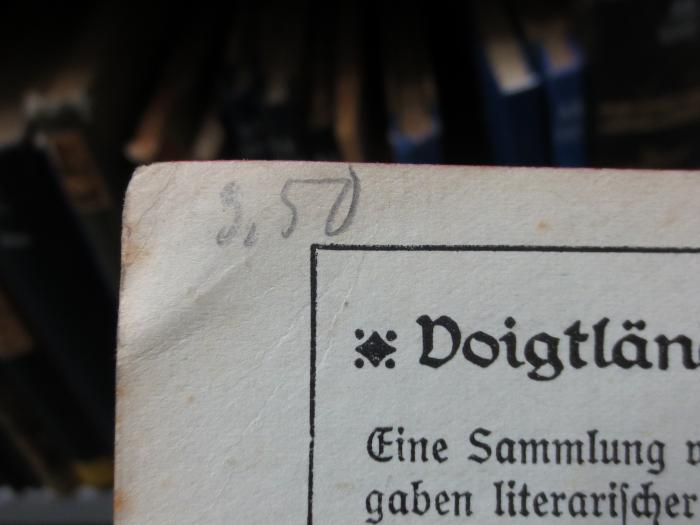 3,50
Voigtlän
Eine Sammlung v
gaben literariſcher